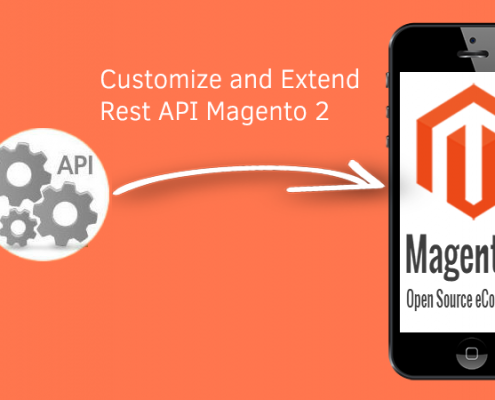 Customize and Extend
Rest API Magento 2
API
Magent
Open Source eCo